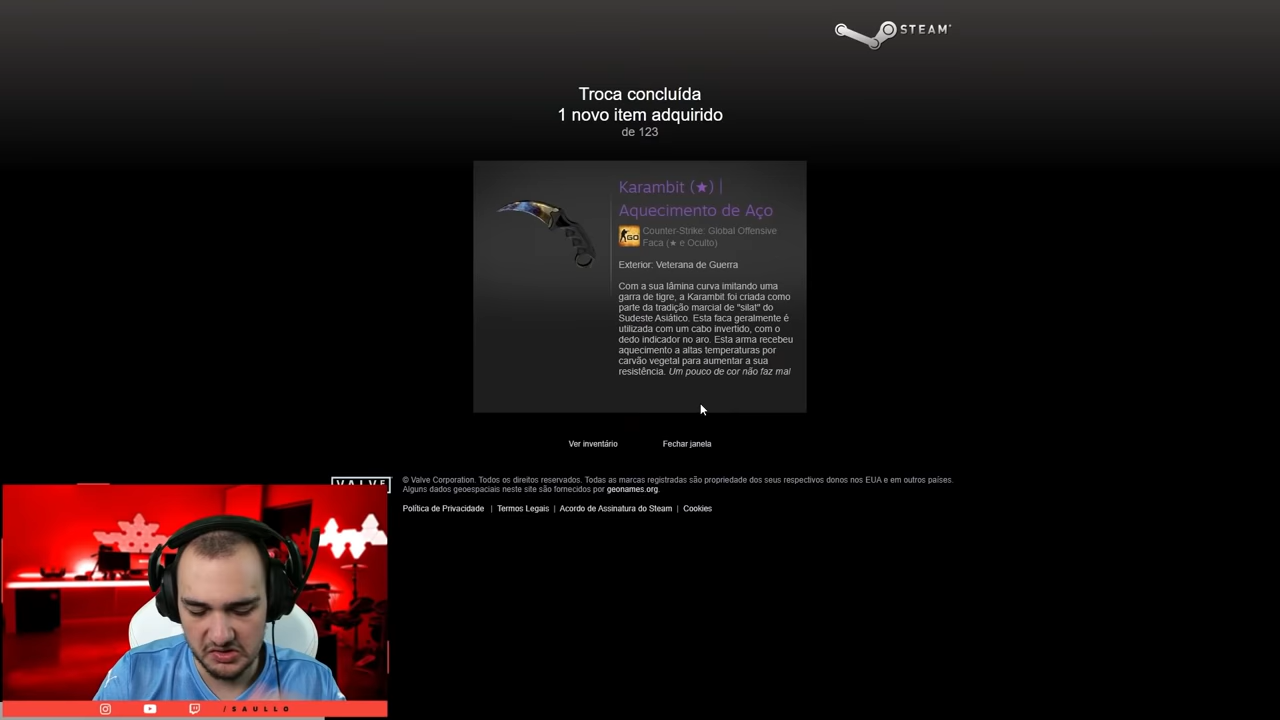 STEAM
Troca concluída
1 novo item adquirido
de 123
Karambit (★) |
Aquecimento de Aço
GO
Counter-Strike: Global Offensive
Faca (★ e Oculto)
Exterior: Veterana de Guerra
Com a sua lâmina curva imitando uma
garra de tigre, a Karambit foi criada como
parte da tradição marcial de "silat" do
Sudeste Asiático. Esta faca geralmente é
utilizada com um cabo invertido, com o
dedo indicador no aro. Esta arma recebeu
aquecimento a altas temperaturas por
carvão vegetal para aumentar a sua
resistência. Um pouco de cor não faz mal
Ver inventário
Fechar janela
VALVE
© Valve Corporation. Todos os direitos reservados. Todas as marcas registradas são propriedade dos seus respectivos donos nos EUA e em outros países.
Alguns dados geoespaciais neste site são fornecidos por geonames.org.
Política de Privacidade | Termos Legais | Acordo de Assinatura do Steam | Cookies
/SAULLO